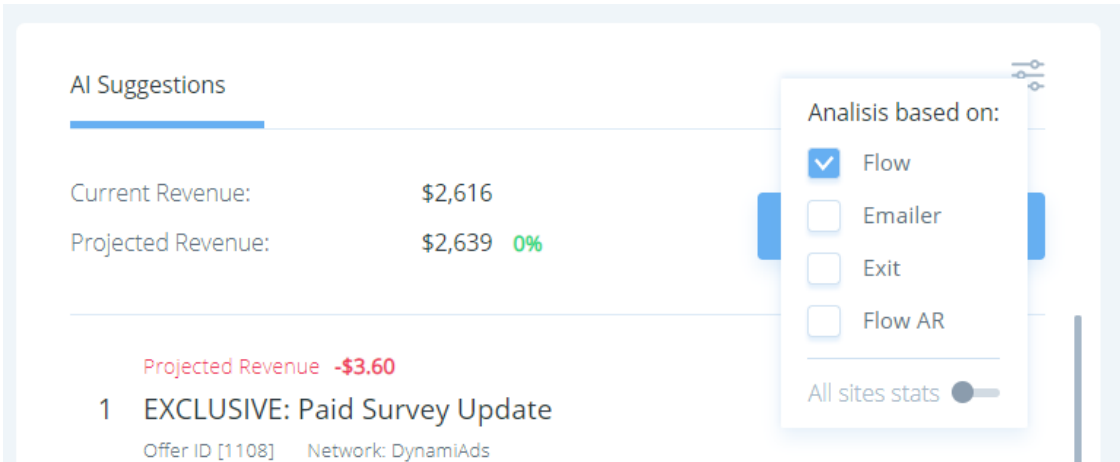 AI Suggestions
Analisis based on:
Flow
Current Revenue: $2,616
Emailer
Projected Revenue: $2,639 0%
Exit
Flow AR
Projected Revenue -$3.60
All sites stats
1 EXCLUSIVE: Paid Survey Update
Offer ID [1108] Network: DynamiAds